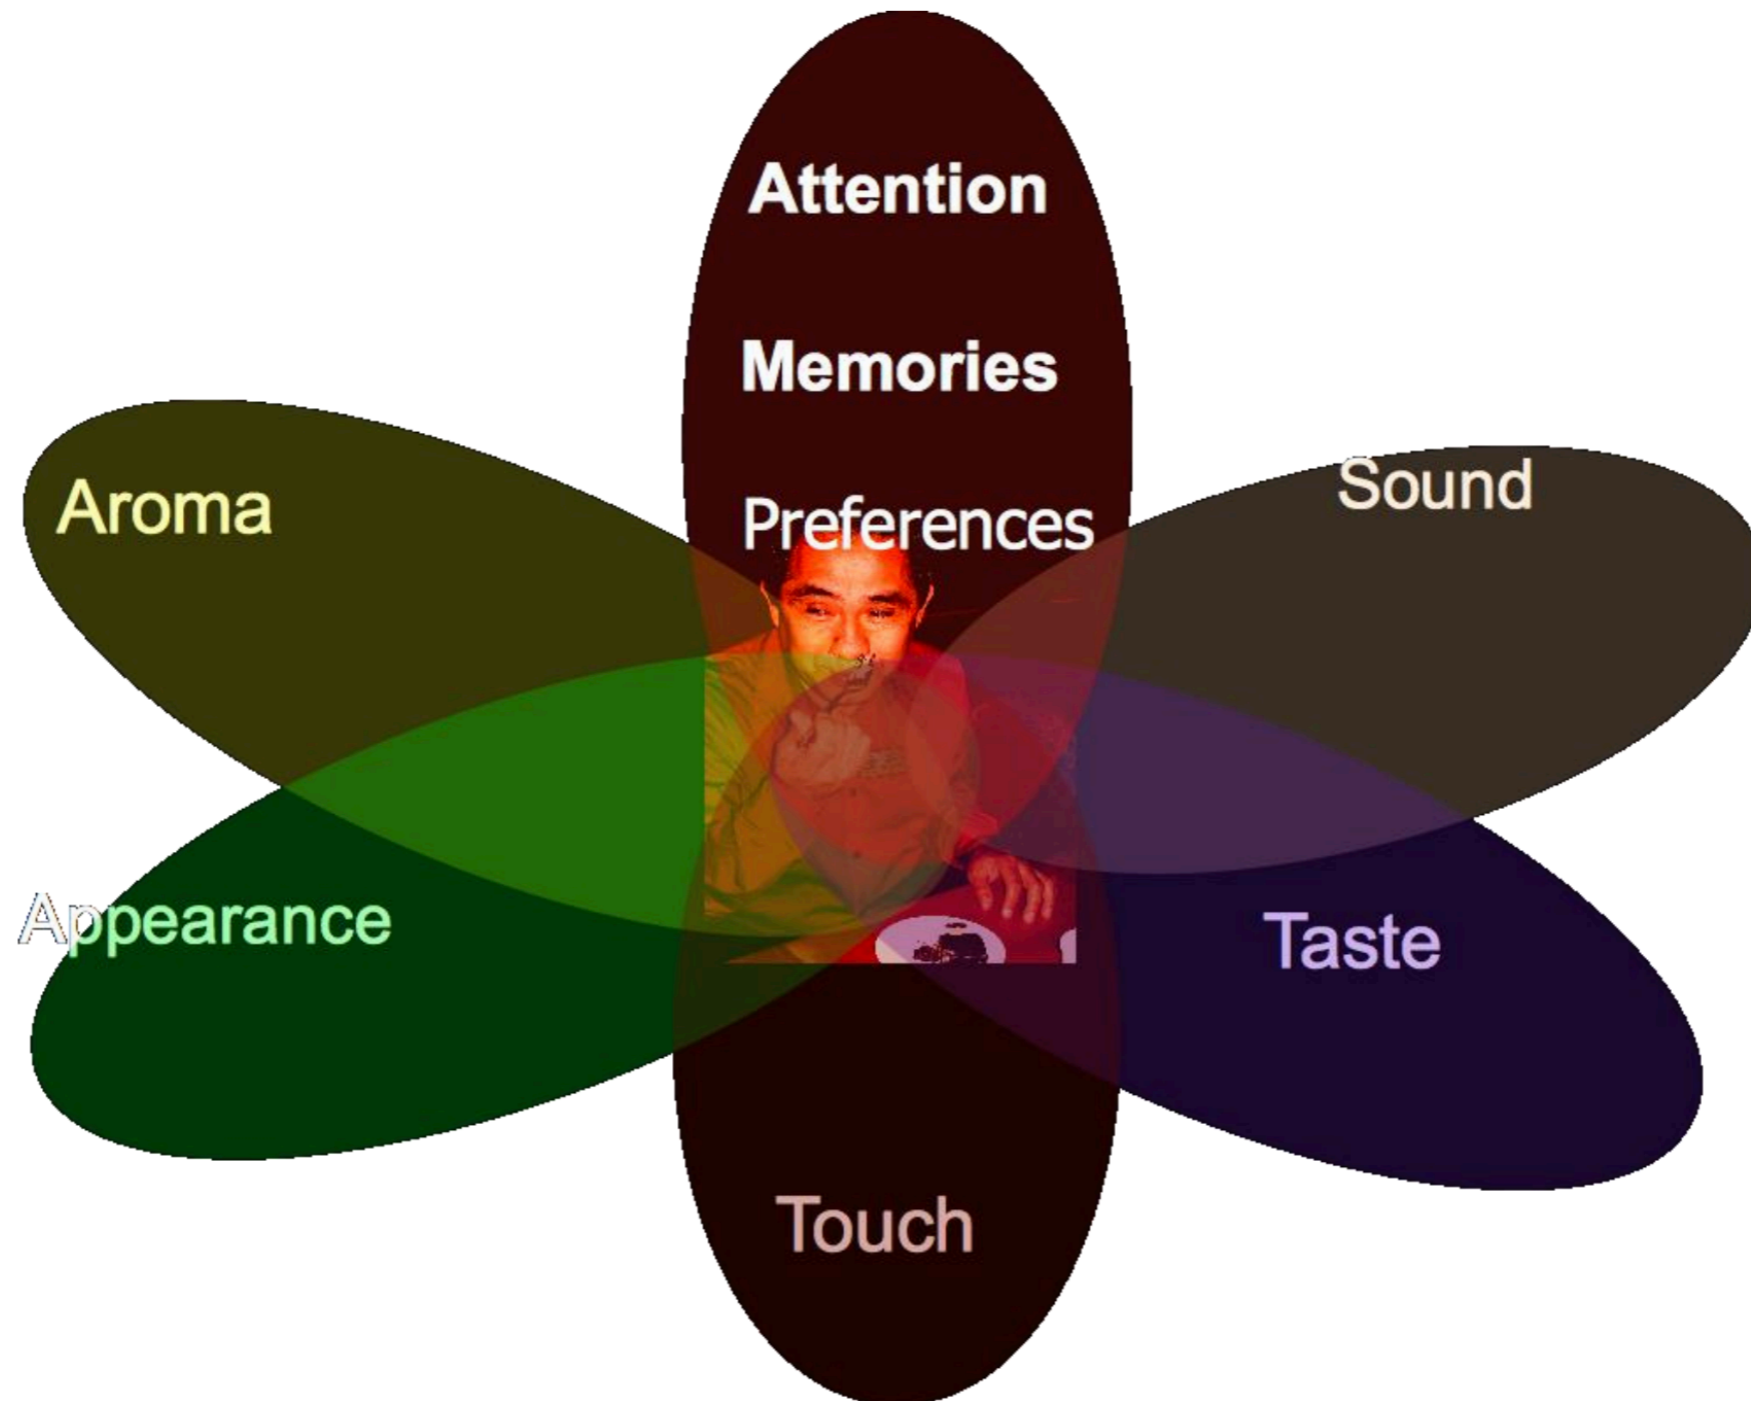 Attention
Memories
Preferences
Aroma
Sound
Appearance
Taste
Touch